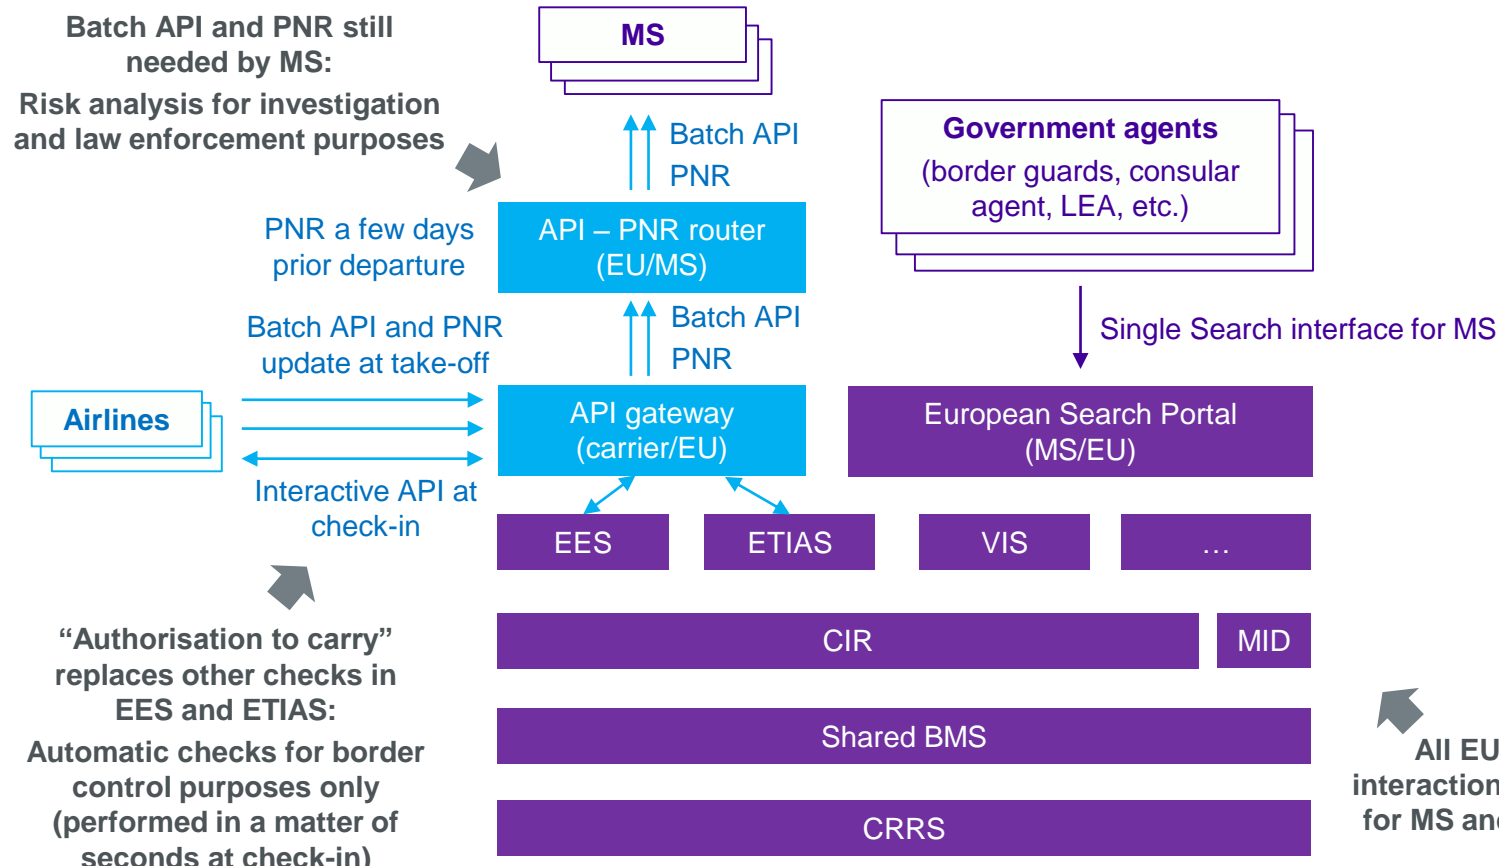 Batch API and PNR still
needed by MS:
Risk analysis for investigation
and law enforcement purposes
MS
Batch API
PNR
Government agents
(border guards, consular
agent, LEA, etc.)
PNR a few days
prior departure
API – PNR router
(EU/MS)
Batch API and PNR
update at take-off
Batch API
PNR
Single Search interface for MS
Airlines
API gateway
(carrier/EU)
European Search Portal
(MS/EU)
Interactive API at
check-in
EES
ETIAS
VIS
…
“Authorisation to carry”
replaces other checks in
EES and ETIAS:
Automatic checks for border
control purposes only
(performed in a matter of
seconds at check-in)
CIR
MID
Shared BMS
CRRS
All EU
interaction
for MS and